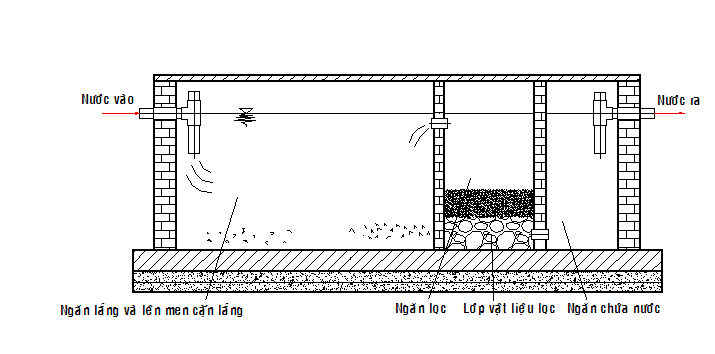 Nước vào
Nước ra
Ngăn lắng và lên men cặn lắng
Ngăn lọc
Lớp vật liệu lọc
Ngăn chứa nước